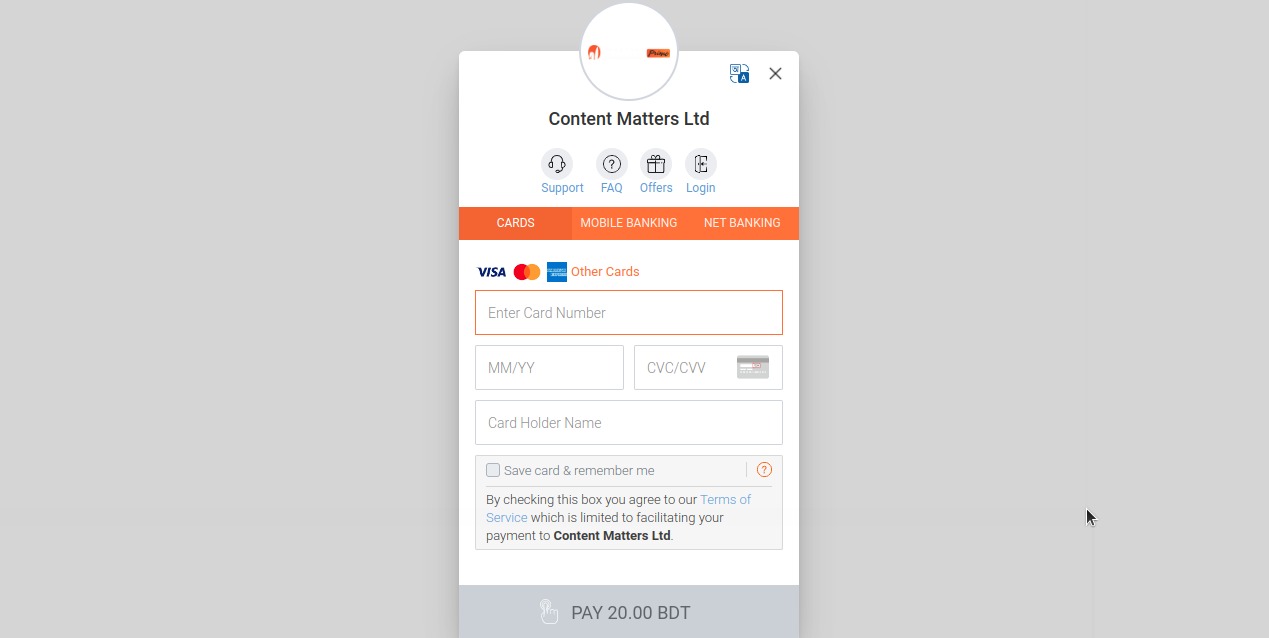 Content Matters Ltd
Support FAQ Offers Login
CARDS MOBILE BANKING NET BANKING
VISA Other Cards
Enter Card Number
MM/YY CVC/CVV
Card Holder Name
Save card & remember me ?
By checking this box you agree to our Terms of
Service which is limited to facilitating your
payment to Content Matters Ltd.
PAY 20.00 BDT